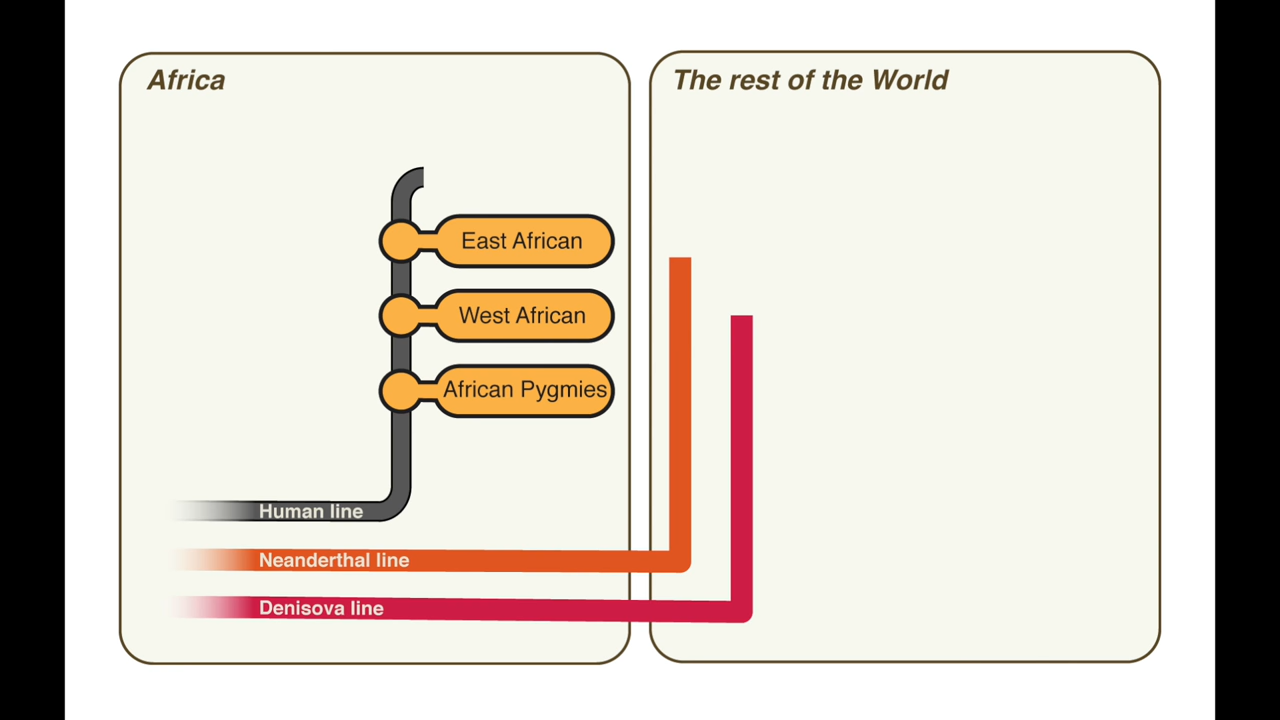 Africa
The rest of the World
East African
West African
African Pygmies
Human line
Neanderthal line
Denisova line